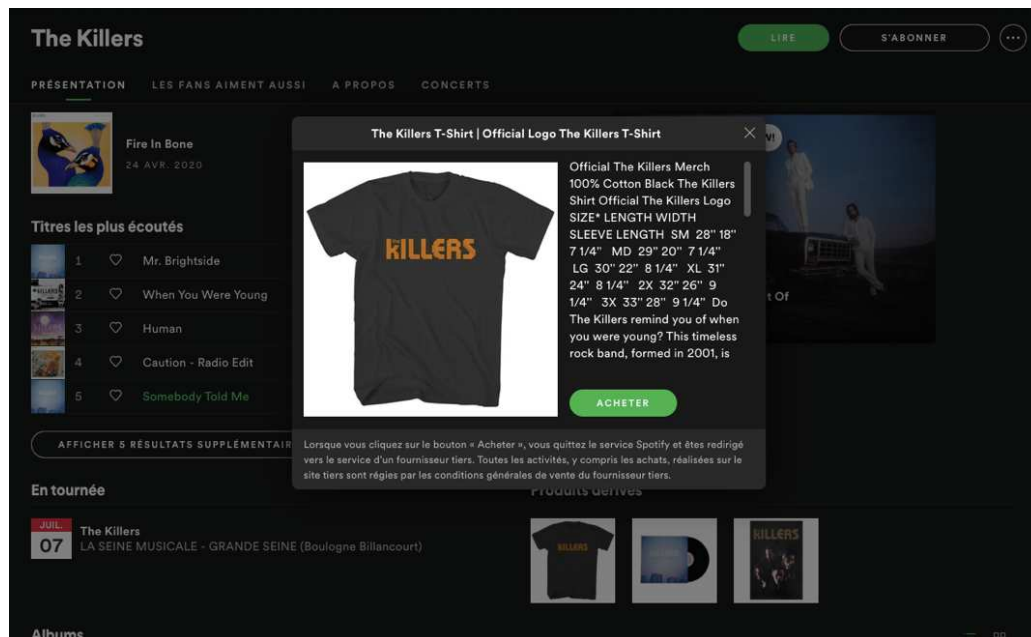 The Killers
LIRE
S'ABONNER
PRÉSENTATION
LES FANS AIMENT AUSSI
A PROPOS
CONCERTS
Fire In Bone
24 AVR. 2020
Titres les plus écoutés
1 Mr. Brightside
2 When You Were Young
3 Human
4 Caution - Radio Edit
5 Somebody Told Me
AFFICHER 5 RÉSULTATS SUPPLÉMENTAIR
The Killers T-Shirt | Official Logo The Killers T-Shirt
KILLERS
Official The Killers Merch
100% Cotton Black The Killers
Shirt Official The Killers Logo
SIZE* LENGTH WIDTH
SLEEVE LENGTH SM 28" 18"
7 1/4" MD 29" 20" 7 1/4"
LG 30" 22" 8 1/4" XL 31"
24" 8 1/4" 2X 32" 26" 9
1/4" 3X 33" 28" 9 1/4" Do
The Killers remind you of when
you were young? This timeless
rock band, formed in 2001, is
ACHETER
Lorsque vous cliquez sur le bouton « Acheter », vous quittez le service Spotify et êtes redirigé
vers le service d'un fournisseur tiers. Toutes les activités, y compris les achats, réalisées sur le
site tiers sont régies par les conditions générales de vente du fournisseur tiers.
t Of
En tournée
JUIL.
07
The Killers
LA SEINE MUSICALE - GRANDE SEINE (Boulogne Billancourt)
Produits dérivés
KILLERS
KILLERS
Albums